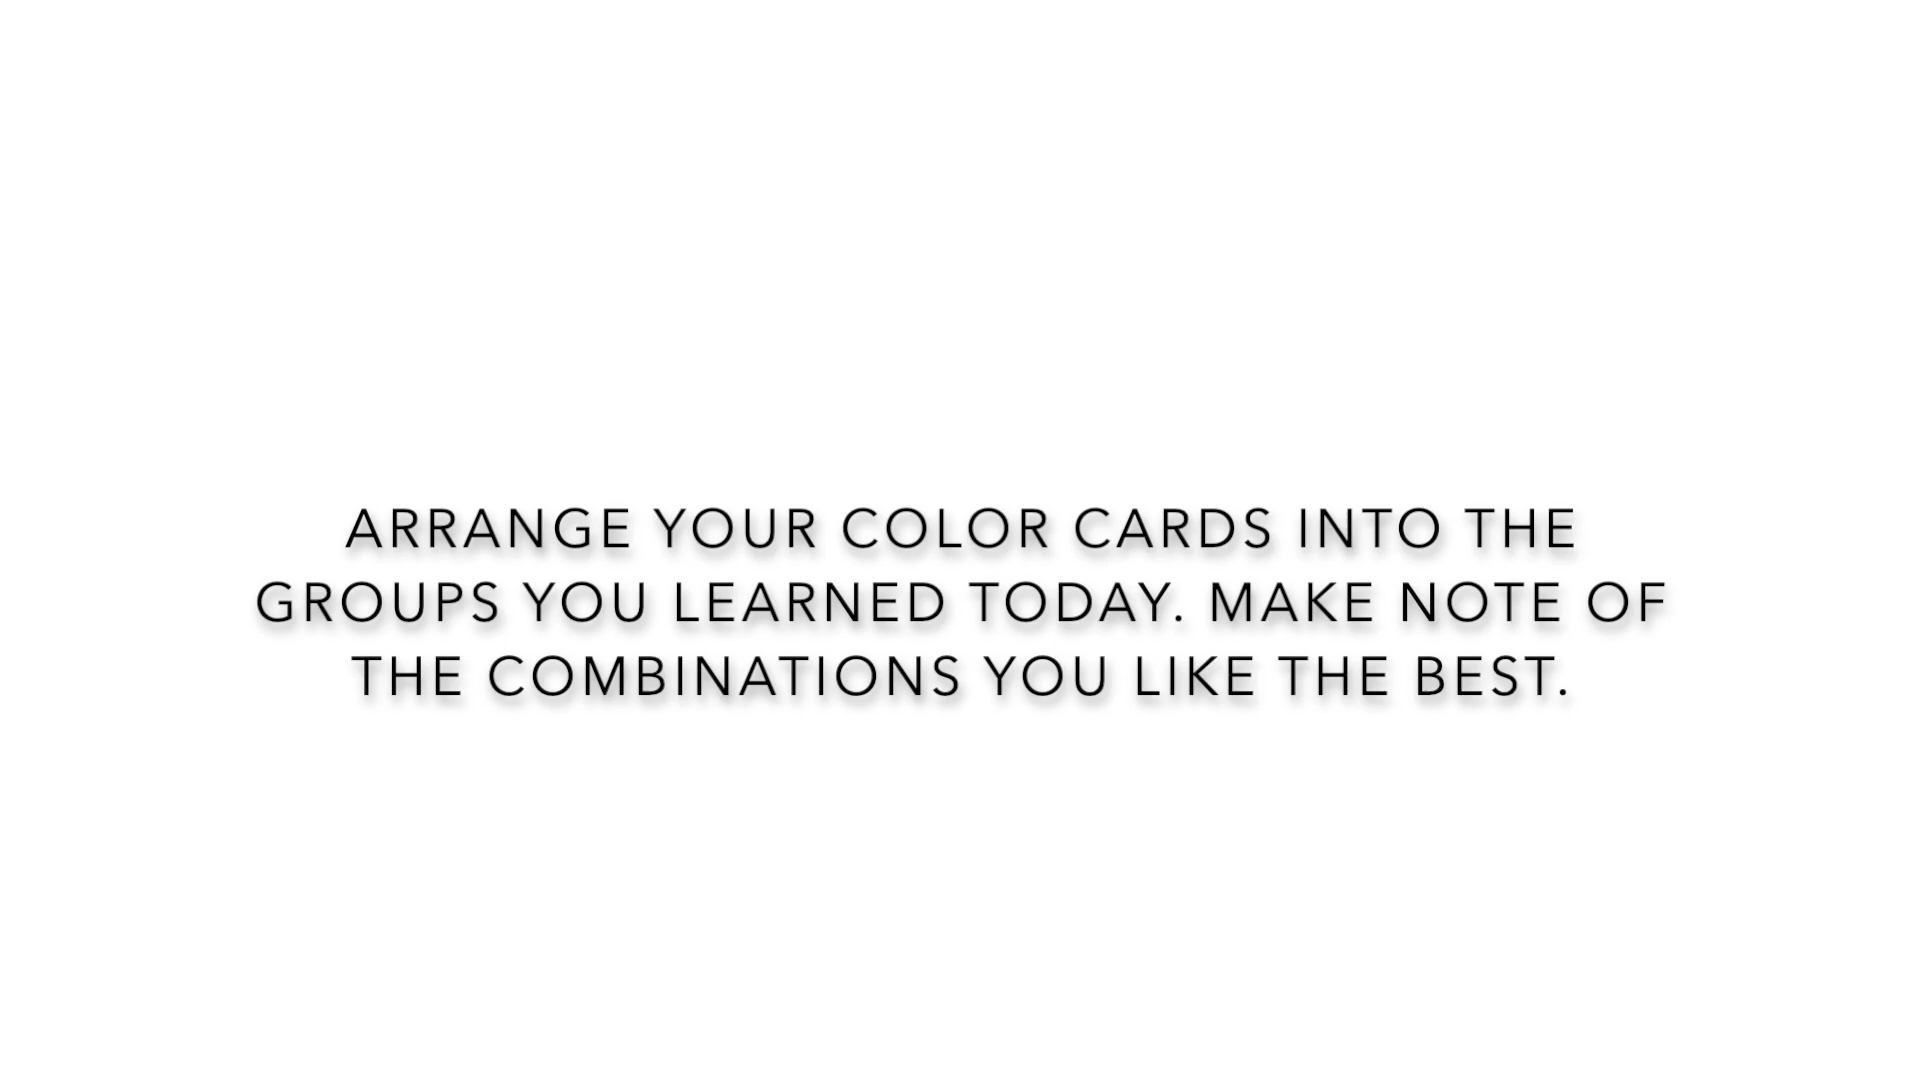 ARRANGE YOUR COLOR CARDS INTO THE
GROUPS YOU LEARNED TODAY. MAKE NOTE OF
THE COMBINATIONS YOU LIKE THE BEST.